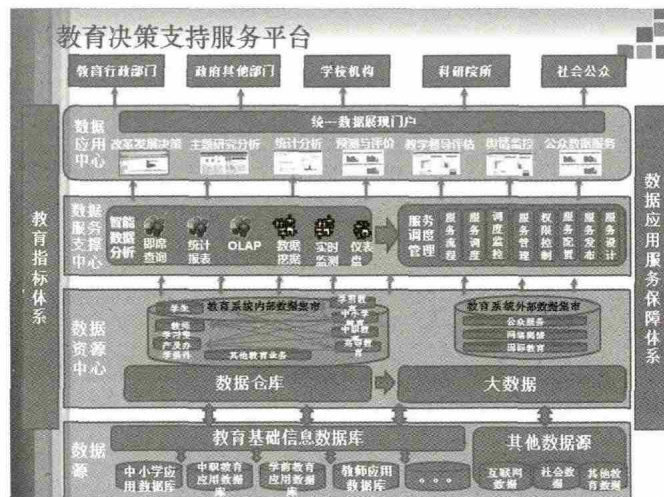 教育决策支持服务平台
教育行政部门
政府其他部门
学校机构
科研院所
社会公众
统一数据展现门户
数据
应用
中心
改革发展决策
主题研究分析
统计分析
预测与评价
教学督导评估
舆情监控
公众数据服务
教育指标体系
数据应用服务保障体系
数据
服务
支撑
中心
智能
数据
分析
即席
查询
统计
报表
OLAP
数据
挖掘
实时
监测
仪表
盘
服务
调度
管理
服务流程
服务调度
调度监控
服务管理
权限控制
服务配置
服务发布
服务设计
数据
资源
中心
教育系统内部数据集市
学生
教师
学前教
育
中小学
教育
中职教
育
高等教
育
其他教育业务
教育系统外部数据集市
公众服务
网络舆情
国际教育
数据仓库
大数据
数据
源
教育基础信息数据库
中小学应
用数据库
中职教育
应用数据库
学前教育
应用数据库
教师应用
数据库
。。。
其他数据源
互联网
数据
社会数
据
其他教
育数据